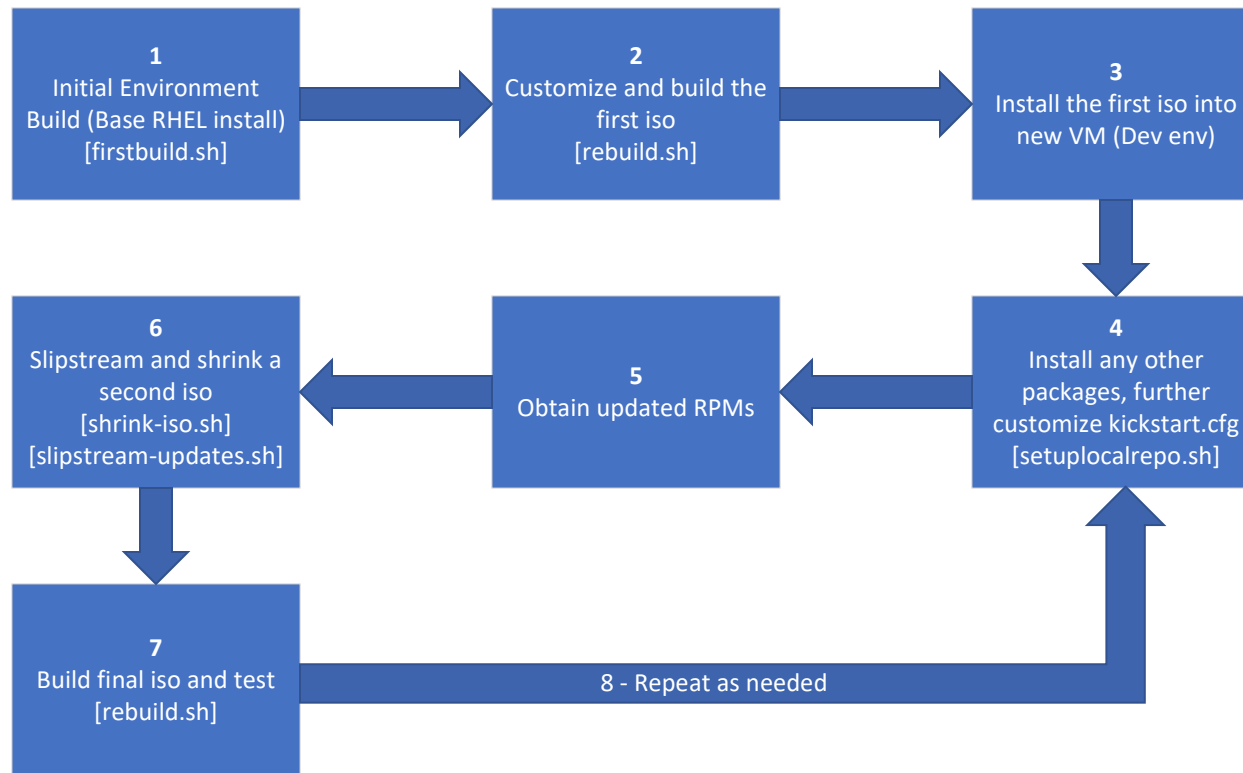 1
Initial Environment
Build (Base RHEL install)
[firstbuild.sh]
2
Customize and build the
first iso
[rebuild.sh]
3
Install the first iso into
new VM (Dev env)
4
Install any other
packages, further
customize kickstart.cfg
[setuplocalrepo.sh]
5
Obtain updated RPMs
6
Slipstream and shrink a
second iso
[shrink-iso.sh]
[slipstream-updates.sh]
7
Build final iso and test
[rebuild.sh]
8 - Repeat as needed